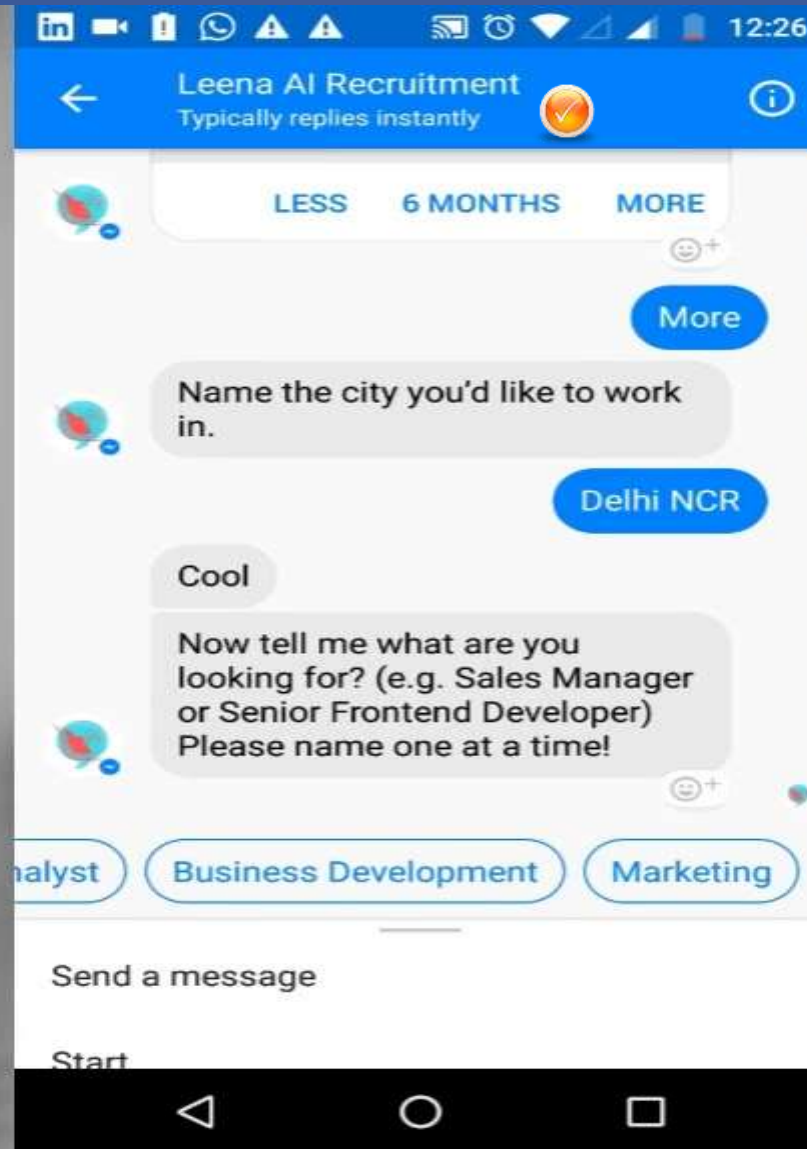 in
12:26
Leena AI Recruitment
Typically replies instantly
LESS 6 MONTHS MORE
More
Name the city you'd like to work
in.
Delhi NCR
Cool
Now tell me what are you
looking for? (e.g. Sales Manager
or Senior Frontend Developer)
Please name one at a time!
nalyst Business Development Marketing
Send a message
Start